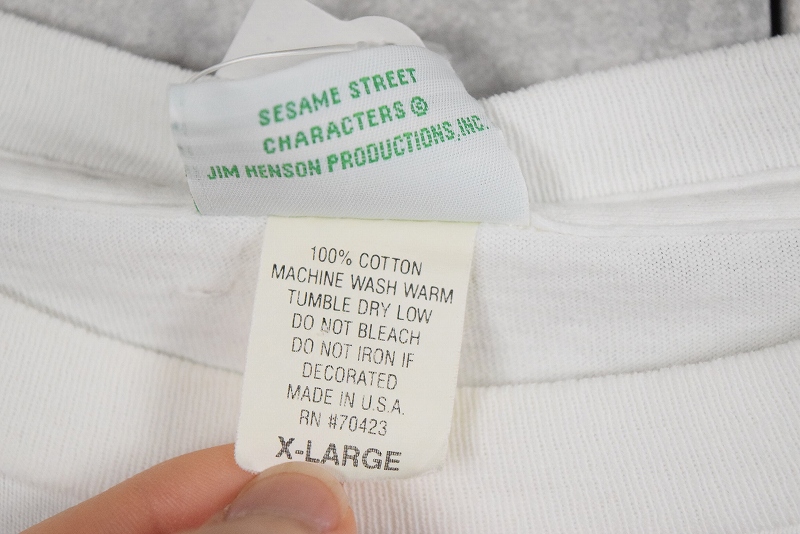 SESAME STREET
CHARACTERS ©
JIM HENSON PRODUCTIONS, INC.
100% COTTON
MACHINE WASH WARM
TUMBLE DRY LOW
DO NOT BLEACH
DO NOT IRON IF
DECORATED
MADE IN U.S.A.
RN #70423
X-LARGE